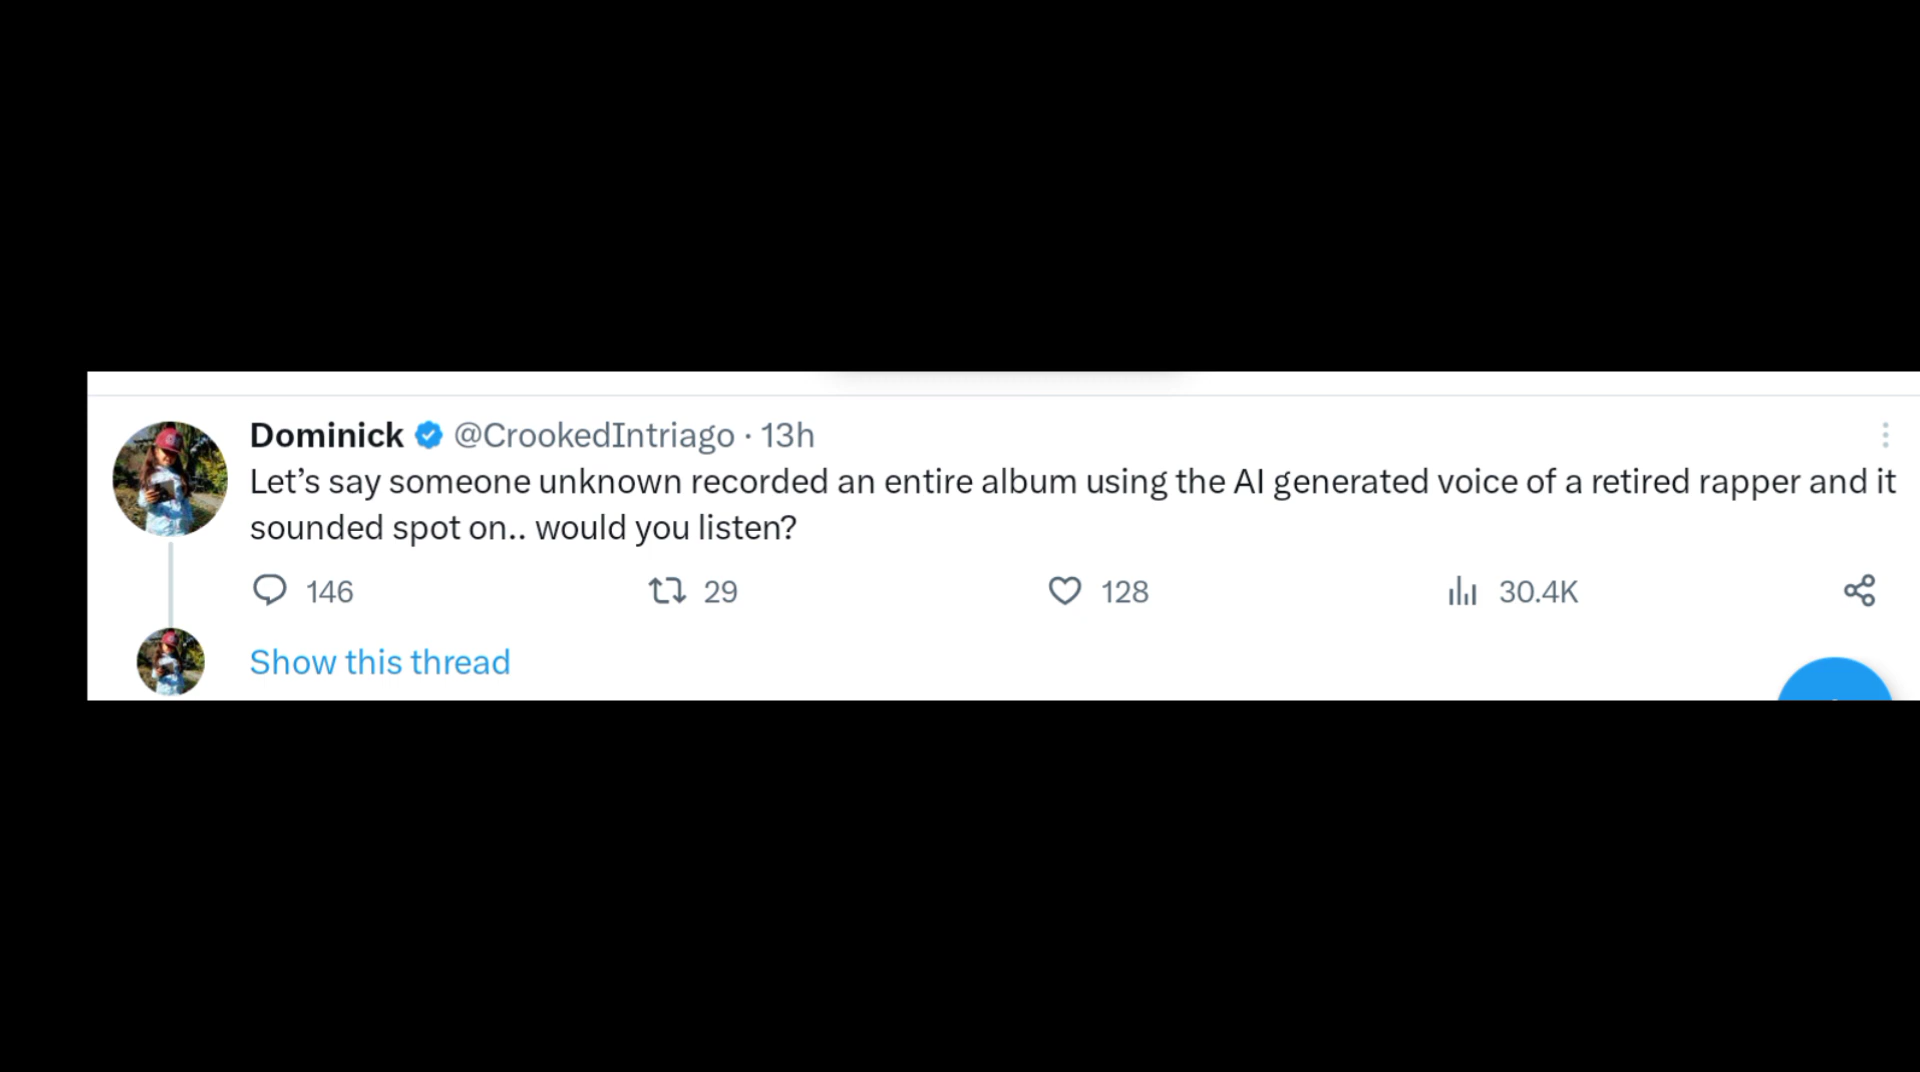 Dominick @CrookedIntriago · 13h
Let’s say someone unknown recorded an entire album using the AI generated voice of a retired rapper and it
sounded spot on.. would you listen?
146 29 128 30.4K
Show this thread